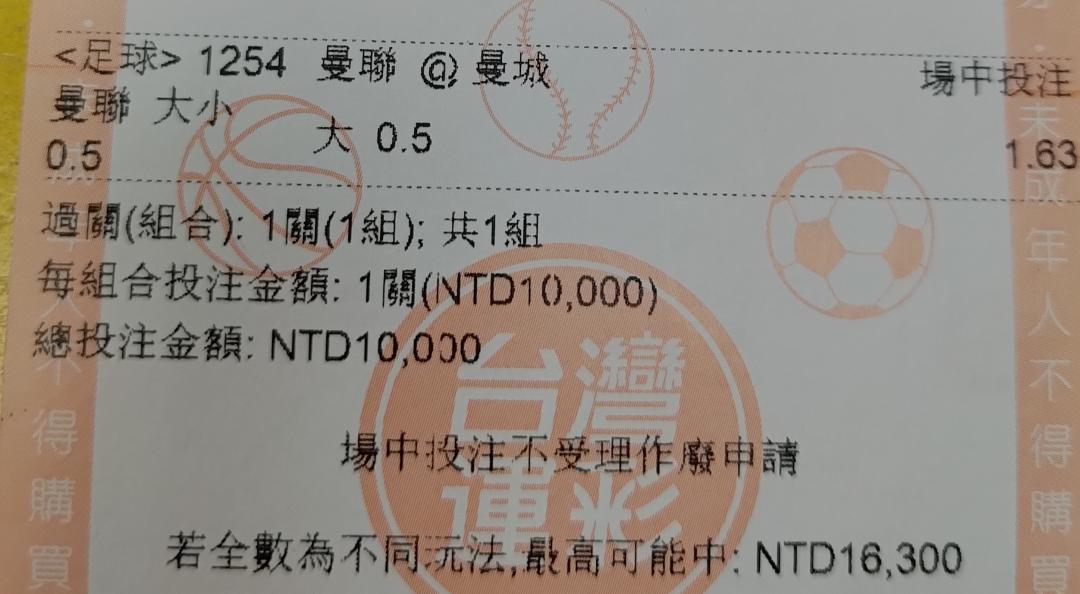 <足球> 1254 曼聯 @ 曼城
場中投注
曼聯 大小
0.5
大 0.5
1.63
過關(組合): 1關(1組); 共1組
每組合投注金額: 1關(NTD10,000)
總投注金額: NTD10,000
台灣
運彩
場中投注不受理作廢申請
若全數為不同玩法,最高可能中: NTD16,300
人不得購買
未成年人不得購買